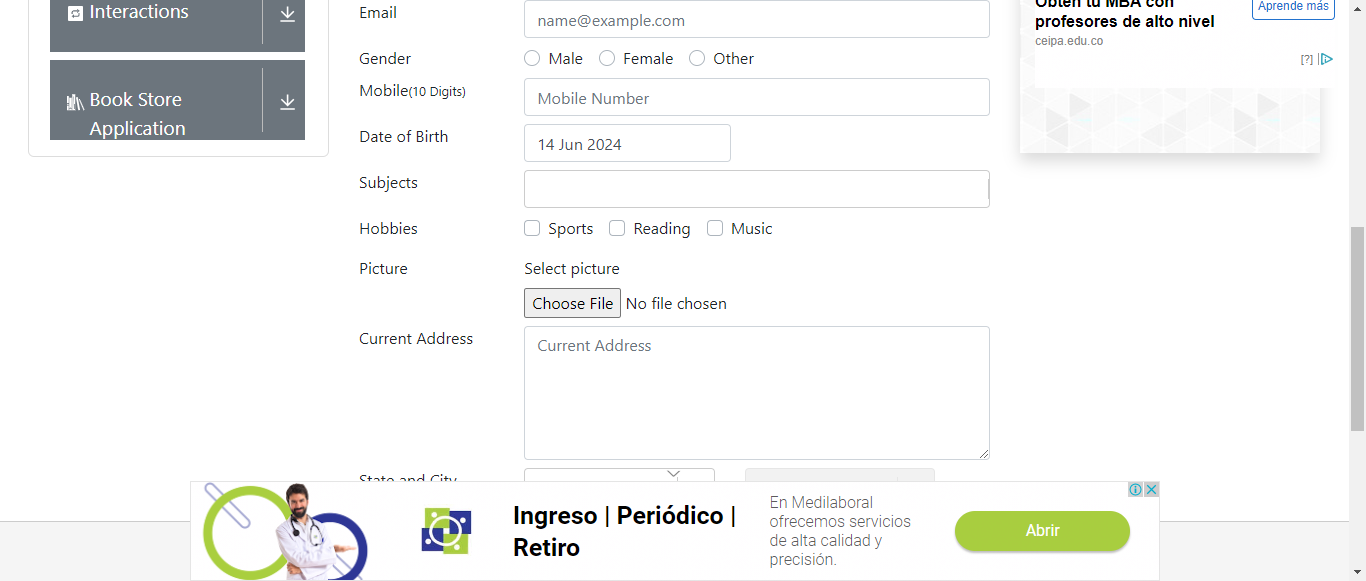 Interactions
Book Store
Application
Email
name@example.com
Gender
Male Female Other
Mobile(10 Digits)
Mobile Number
Date of Birth
14 Jun 2024
Subjects
Hobbies
Sports Reading Music
Picture
Select picture
Choose File No file chosen
Current Address
Current Address
State and City
Obtén tu MBA con
profesores de alto nivel
ceipa.edu.co
Aprende más
[?]
Ingreso | Periódico |
Retiro
En Medilaboral
ofrecemos servicios
de alta calidad y
precisión.
Abrir